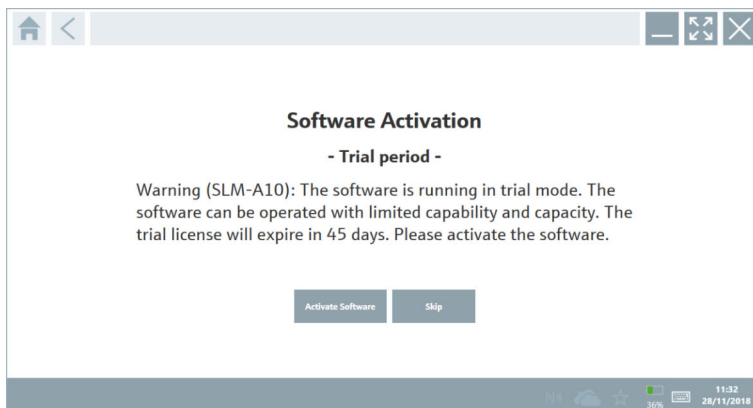 Software Activation
- Trial period -
Warning (SLM-A10): The software is running in trial mode. The
software can be operated with limited capability and capacity. The
trial license will expire in 45 days. Please activate the software.
Activate Software
Skip
36%
11:32
28/11/2018